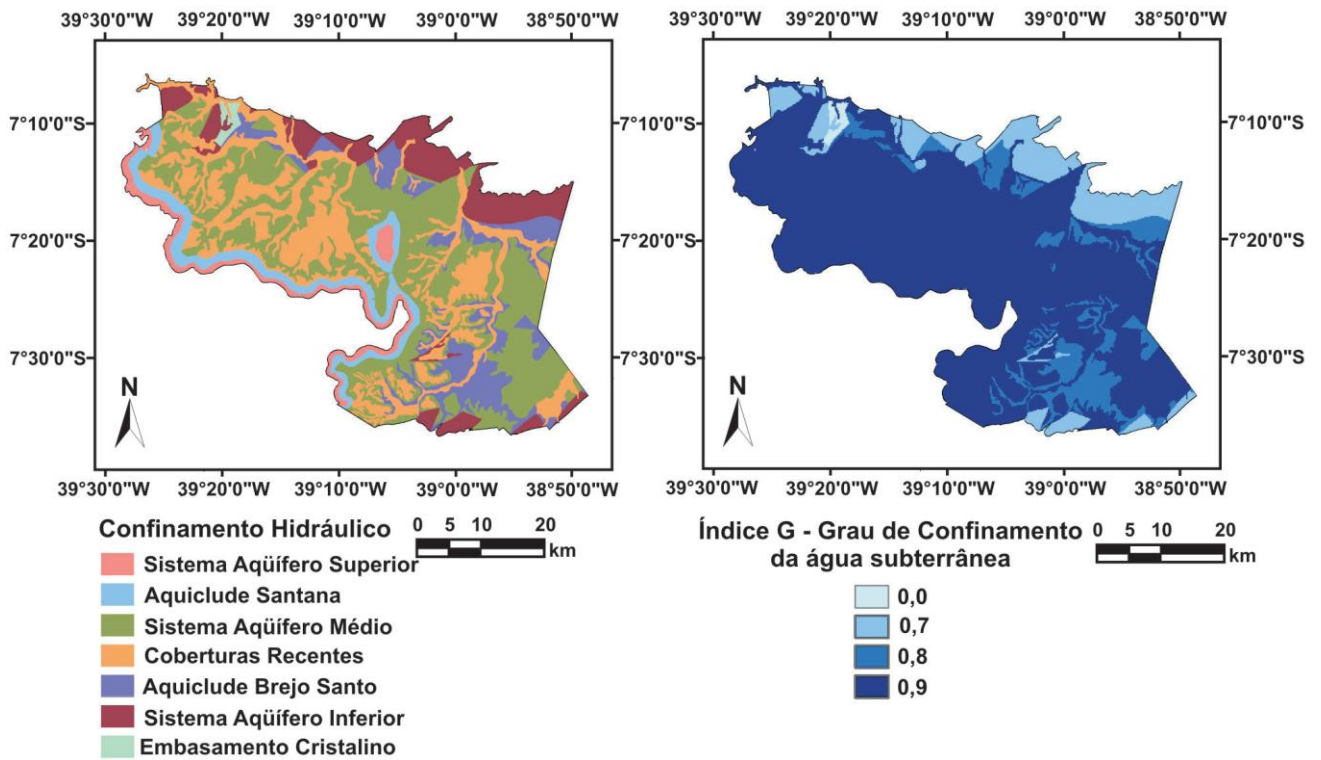 39°30'0"W 39°20'0"W 39°10'0"W 39°0'0"W 38°50'0"W
7°10'0"S
7°20'0"S
7°30'0"S
N
39°30'0"W 39°20'0"W 39°10'0"W 39°0'0"W 38°50'0"W
Confinamento Hidráulico
0 5 10 20
km
Sistema Aqüífero Superior
Aquiclude Santana
Sistema Aqüífero Médio
Coberturas Recentes
Aquiclude Brejo Santo
Sistema Aqüífero Inferior
Embasamento Cristalino
39°30'0"W 39°20'0"W 39°10'0"W 39°0'0"W 38°50'0"W
7°10'0"S 7°10'0"S
7°20'0"S 7°20'0"S
7°30'0"S 7°30'0"S
N
39°30'0"W 39°20'0"W 39°10'0"W 39°0'0"W 38°50'0"W
Índice G - Grau de Confinamento
da água subterrânea
0 5 10 20
km
0,0
0,7
0,8
0,9